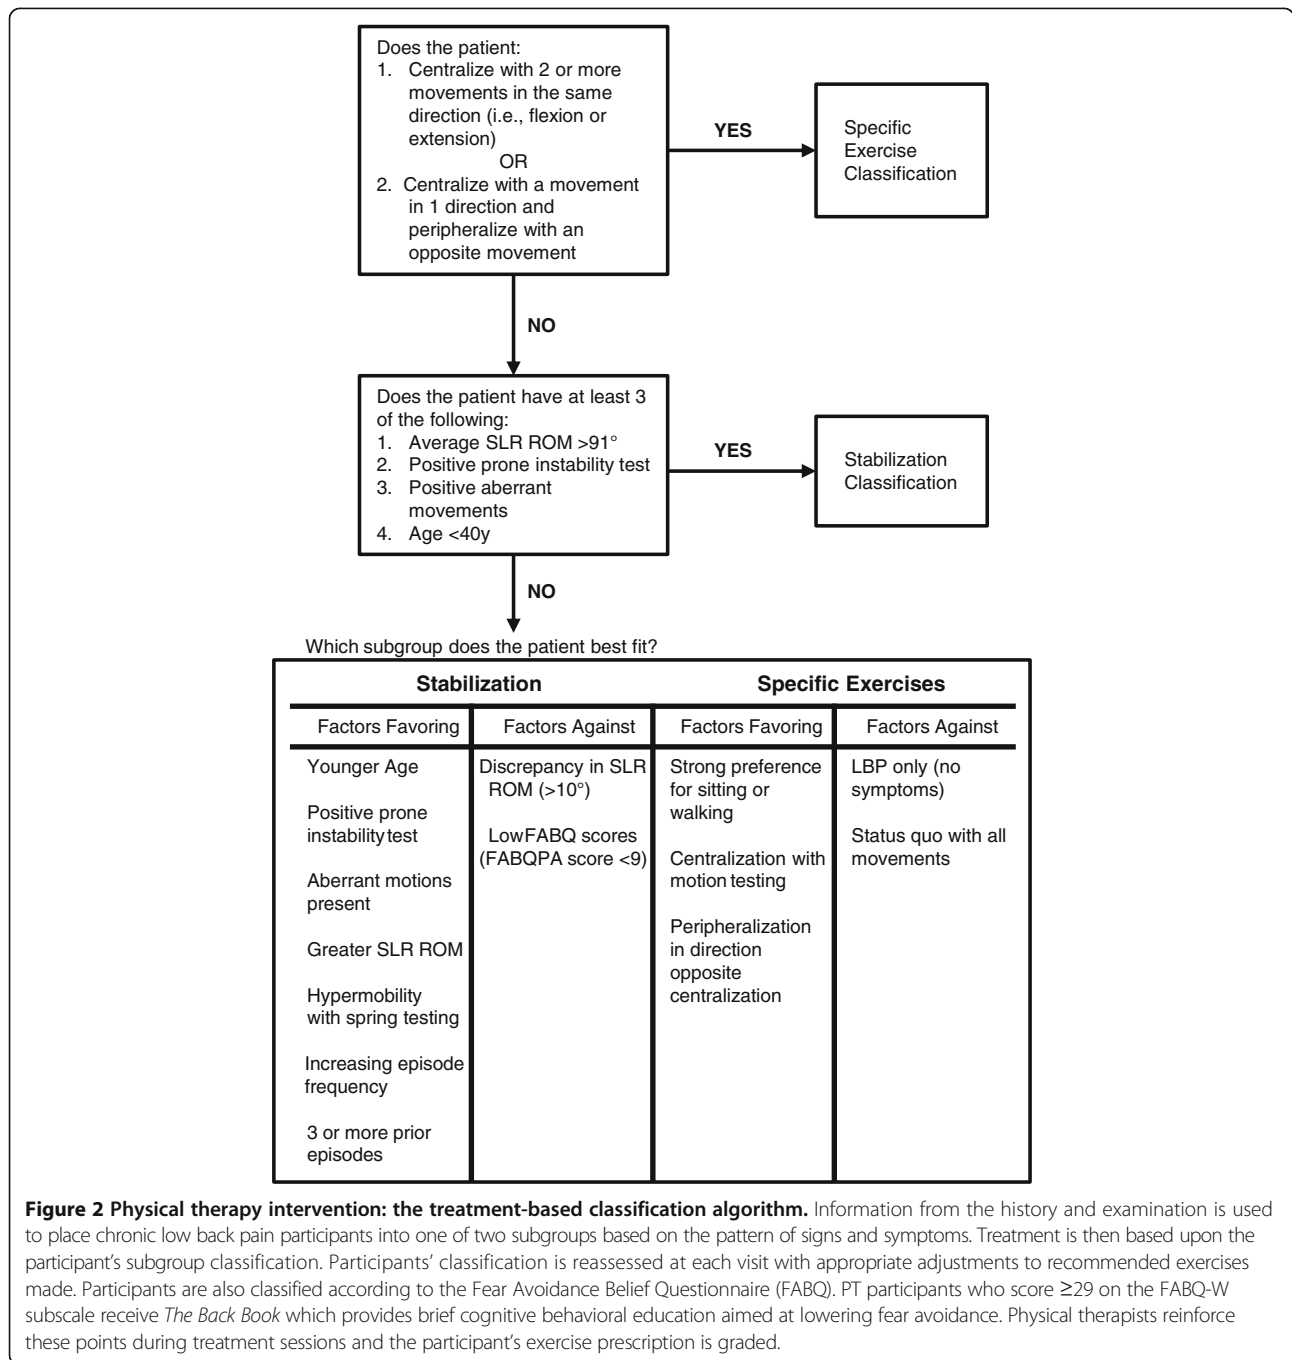 Does the patient:
1. Centralize with 2 or more
movements in the same
direction (i.e., flexion or
extension)
OR
2. Centralize with a movement
in 1 direction and
peripheralize with an
opposite movement
YES
Specific
Exercise
Classification
NO
Does the patient have at least 3
of the following:
1. Average SLR ROM >91°
2. Positive prone instability test
3. Positive aberrant
movements
4. Age <40y
YES
Stabilization
Classification
NO
Which subgroup does the patient best fit?
Stabilization
Specific Exercises
Factors Favoring
Factors Against
Factors Favoring
Factors Against
Younger Age
Positive prone
instability test
Aberrant motions
present
Greater SLR ROM
Hypermobility
with spring testing
Increasing episode
frequency
3 or more prior
episodes
Discrepancy in SLR
ROM (>10°)
LowFABQ scores
(FABQPA score <9)
Strong preference
for sitting or
walking
Centralization with
motion testing
Peripheralization
in direction
opposite
centralization
LBP only (no
symptoms)
Status quo with all
movements
Figure 2 Physical therapy intervention: the treatment-based classification algorithm. Information from the history and examination is used
to place chronic low back pain participants into one of two subgroups based on the pattern of signs and symptoms. Treatment is then based upon the
participant's subgroup classification. Participants' classification is reassessed at each visit with appropriate adjustments to recommended exercises
made. Participants are also classified according to the Fear Avoidance Belief Questionnaire (FABQ). PT participants who score ≥29 on the FABQ-W
subscale receive The Back Book which provides brief cognitive behavioral education aimed at lowering fear avoidance. Physical therapists reinforce
these points during treatment sessions and the participant's exercise prescription is graded.